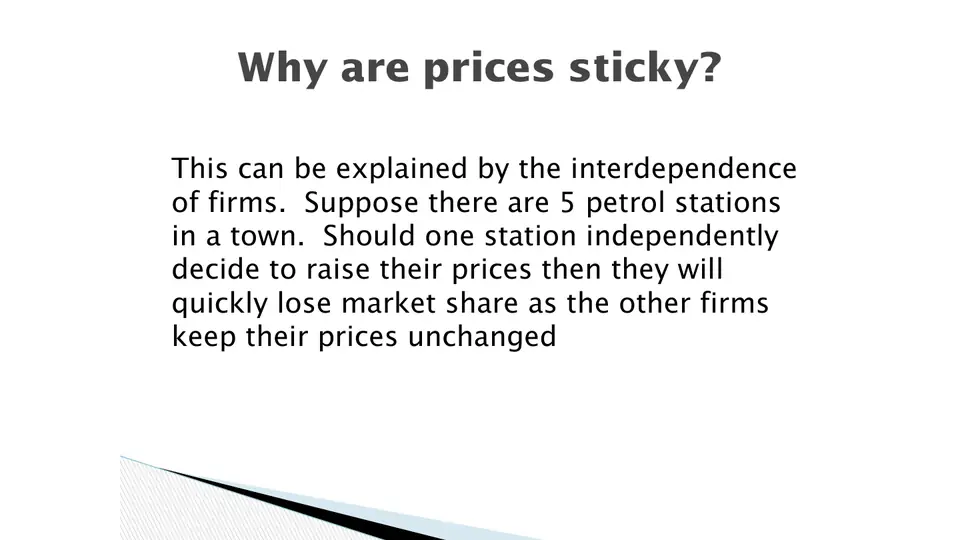 Why are prices sticky?
This can be explained by the interdependence
of firms.  Suppose there are 5 petrol stations
in a town.  Should one station independently
decide to raise their prices then they will
quickly lose market share as the other firms
keep their prices unchanged